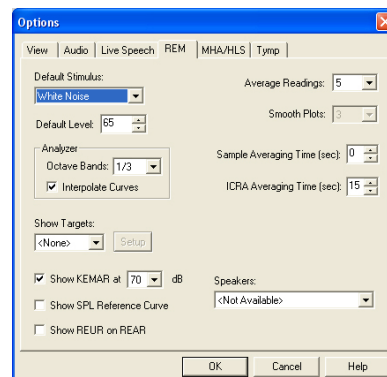 Options
View Audio Live Speech REM MHA/HLS Tymp
Default Stimulus:
White Noise
Default Level: 65
Analyzer
Octave Bands: 1/3
Interpolate Curves
Show Targets:
<None> Setup
Show KEMAR at 70 dB
Show SPL Reference Curve
Show REUR on REAR
Average Readings: 5
Smooth Plots: 3
Sample Averaging Time (sec): 0
ICRA Averaging Time (sec): 15
Speakers:
<Not Available>
OK Cancel Help